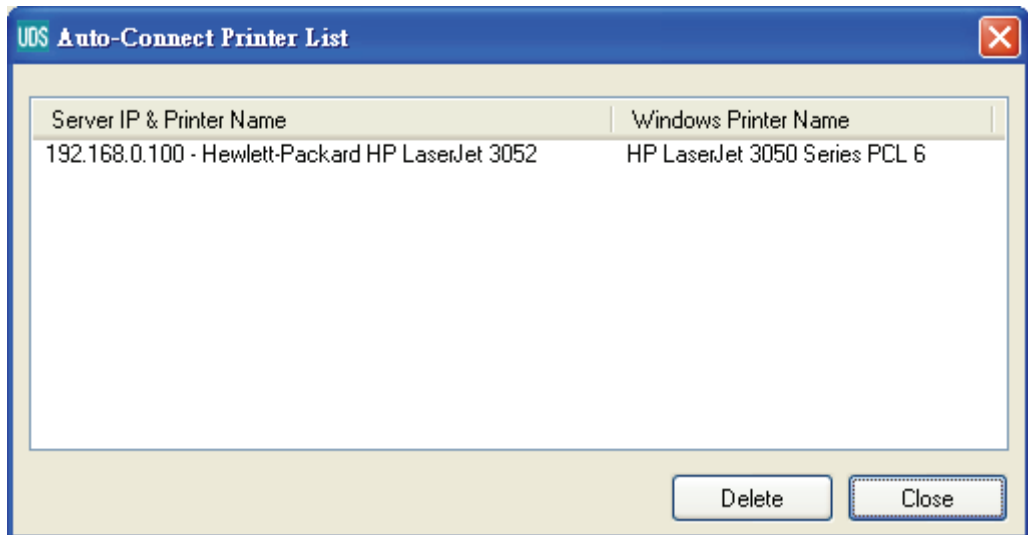 UDS Auto-Connect Printer List
Server IP & Printer Name Windows Printer Name
192.168.0.100 - Hewlett-Packard HP LaserJet 3052 HP LaserJet 3050 Series PCL 6
Delete Close